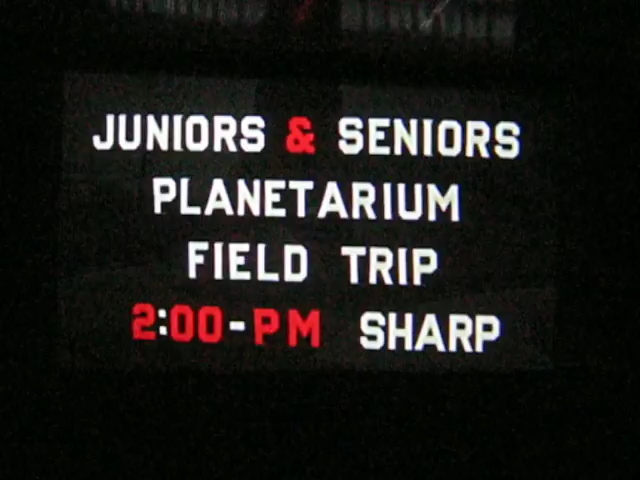 JUNIORS & SENIORS
PLANETARIUM
FIELD TRIP
2:00-PM SHARP